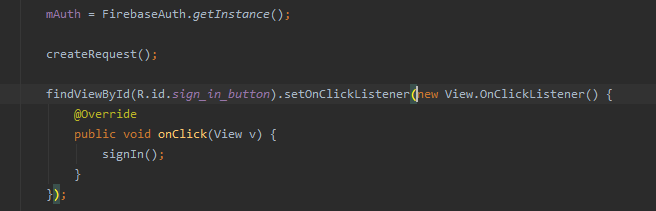 mAuth = FirebaseAuth.getInstance();
createRequest();
findViewById(R.id.sign_in_button).setOnClickListener(new View.OnClickListener() {
@Override
public void onClick(View v) {
signIn();
}
});